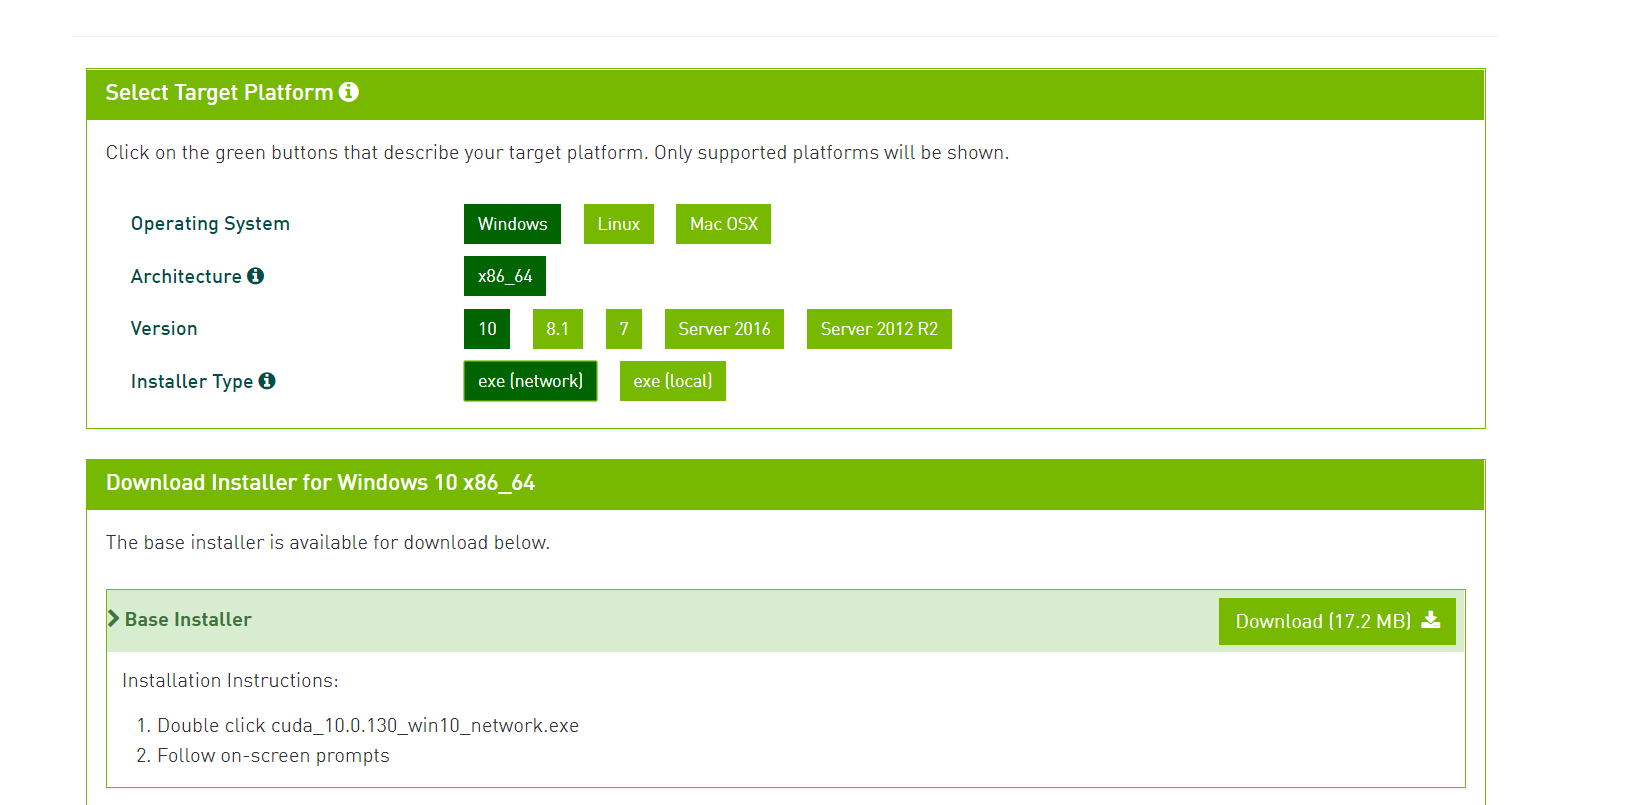 Select Target Platform
Click on the green buttons that describe your target platform. Only supported platforms will be shown.
Operating System Windows Linux Mac OSX
Architecture x86_64
Version 10 8.1 7 Server 2016 Server 2012 R2
Installer Type exe (network) exe (local)
Download Installer for Windows 10 x86_64
The base installer is available for download below.
Base Installer Download (17.2 MB)
Installation Instructions:
1. Double click cuda_10.0.130_win10_network.exe
2. Follow on-screen prompts